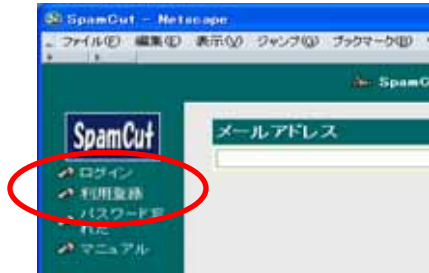 SpamCut - Netscape
ファイル(F) 編集(E) 表示(V) ジャンプ(G) ブックマーク(B)
SpamC
SpamCut
メールアドレス
ログイン
利用登録
パスワード忘
れた
マニュアル